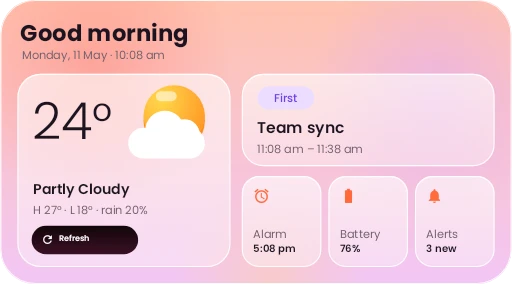 Good morning
Monday, 11 May · 10:08 am
24°
Partly Cloudy
H 27° · L 18° · rain 20%
Refresh
First
Team sync
11:08 am – 11:38 am
Alarm
5:08 pm
Battery
76%
Alerts
3 new